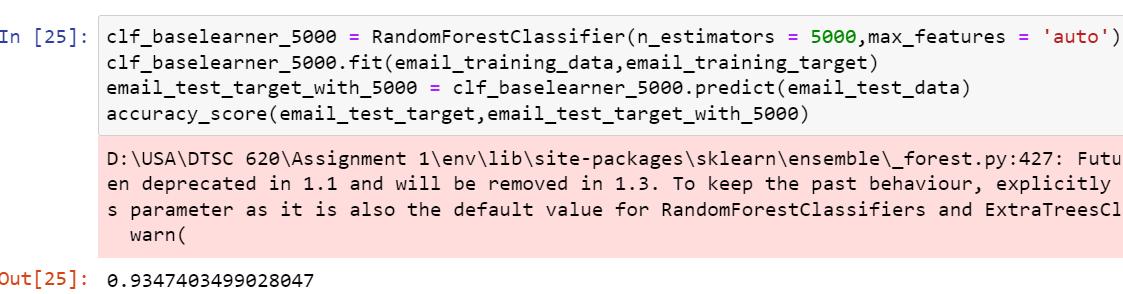 In [25]: clf_baselearner_5000 = RandomForestClassifier(n_estimators = 5000,max_features = 'auto')
clf_baselearner_5000.fit(email_training_data,email_training_target)
email_test_target_with_5000 = clf_baselearner_5000.predict(email_test_data)
accuracy_score(email_test_target,email_test_target_with_5000)
D:\USA\DTSC 620\Assignment 1\env\lib\site-packages\sklearn\ensemble\_forest.py:427: Futu
en deprecated in 1.1 and will be removed in 1.3. To keep the past behaviour, explicitly
s parameter as it is also the default value for RandomForestClassifiers and ExtraTreesCl
warn(
Out[25]: 0.9347403499028047